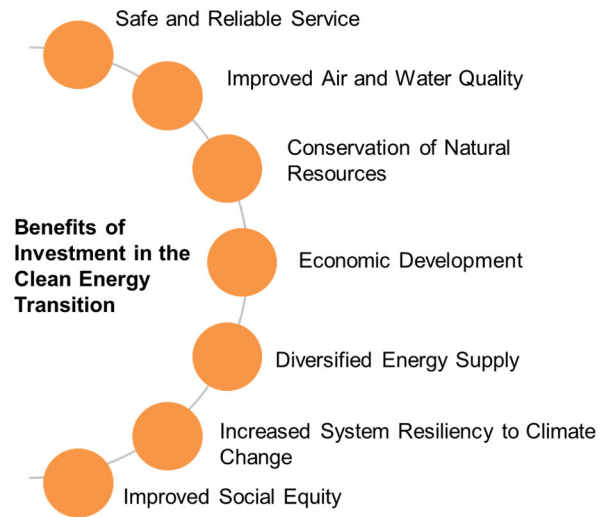 Safe and Reliable Service
Improved Air and Water Quality
Conservation of Natural
Resources
Benefits of
Investment in the
Clean Energy
Transition
Economic Development
Diversified Energy Supply
Increased System Resiliency to Climate
Change
Improved Social Equity